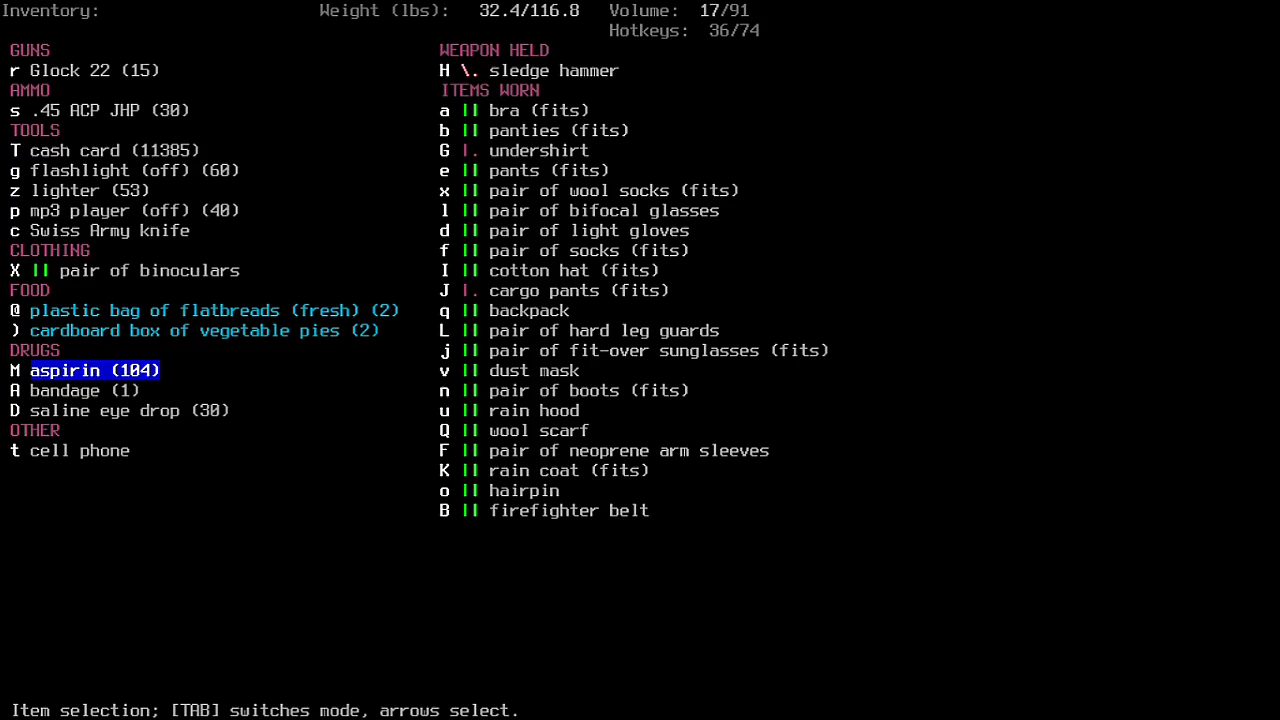 Inventory: Weight (lbs): 32.4/116.8 Volume: 17/91
Hotkeys: 36/74
GUNS
r Glock 22 (15)
AMMO
s .45 ACP JHP (30)
TOOLS
T cash card (11385)
g flashlight (off) (60)
z lighter (53)
p mp3 player (off) (40)
c Swiss Army knife
CLOTHING
X || pair of binoculars
FOOD
@ plastic bag of flatbreads (fresh) (2)
) cardboard box of vegetable pies (2)
DRUGS
M aspirin (104)
A bandage (1)
D saline eye drop (30)
OTHER
t cell phone
WEAPON HELD
H \. sledge hammer
ITEMS WORN
a || bra (fits)
b || panties (fits)
G |. undershirt
e || pants (fits)
x || pair of wool socks (fits)
l || pair of bifocal glasses
d || pair of light gloves
f || pair of socks (fits)
I || cotton hat (fits)
J |. cargo pants (fits)
q || backpack
L || pair of hard leg guards
j || pair of fit-over sunglasses (fits)
v || dust mask
n || pair of boots (fits)
u || rain hood
Q || wool scarf
F || pair of neoprene arm sleeves
K || rain coat (fits)
o || hairpin
B || firefighter belt
Item selection; [TAB] switches mode, arrows select.